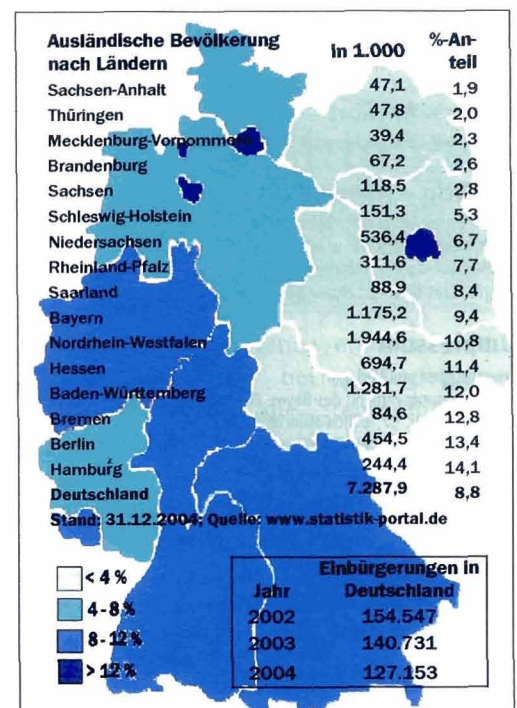 Ausländische Bevölkerung nach Ländern in 1.000 %-Anteil
Sachsen-Anhalt 47,1 1,9
Thüringen 47,8 2,0
Mecklenburg-Vorpommern 39,4 2,3
Brandenburg 67,2 2,6
Sachsen 118,5 2,8
Schleswig-Holstein 151,3 5,3
Niedersachsen 536,4 6,7
Rheinland-Pfalz 311,6 7,7
Saarland 88,9 8,4
Bayern 1.175,2 9,4
Nordrhein-Westfalen 1.944,6 10,8
Hessen 694,7 11,4
Baden-Württemberg 1.281,7 12,0
Bremen 84,6 12,8
Berlin 454,5 13,4
Hamburg 244,4 14,1
Deutschland 7.287,9 8,8
Stand: 31.12.2004; Quelle: www.statistik-portal.de
< 4 %
4-8 %
8-12 %
> 12 %
Einbürgerungen in
Jahr Deutschland
2002 154.547
2003 140.731
2004 127.153